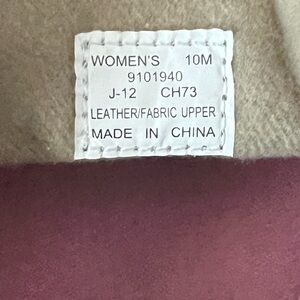 WOMEN'S 10M
9101940
J-12 CH73
LEATHER/FABRIC UPPER
MADE IN CHINA